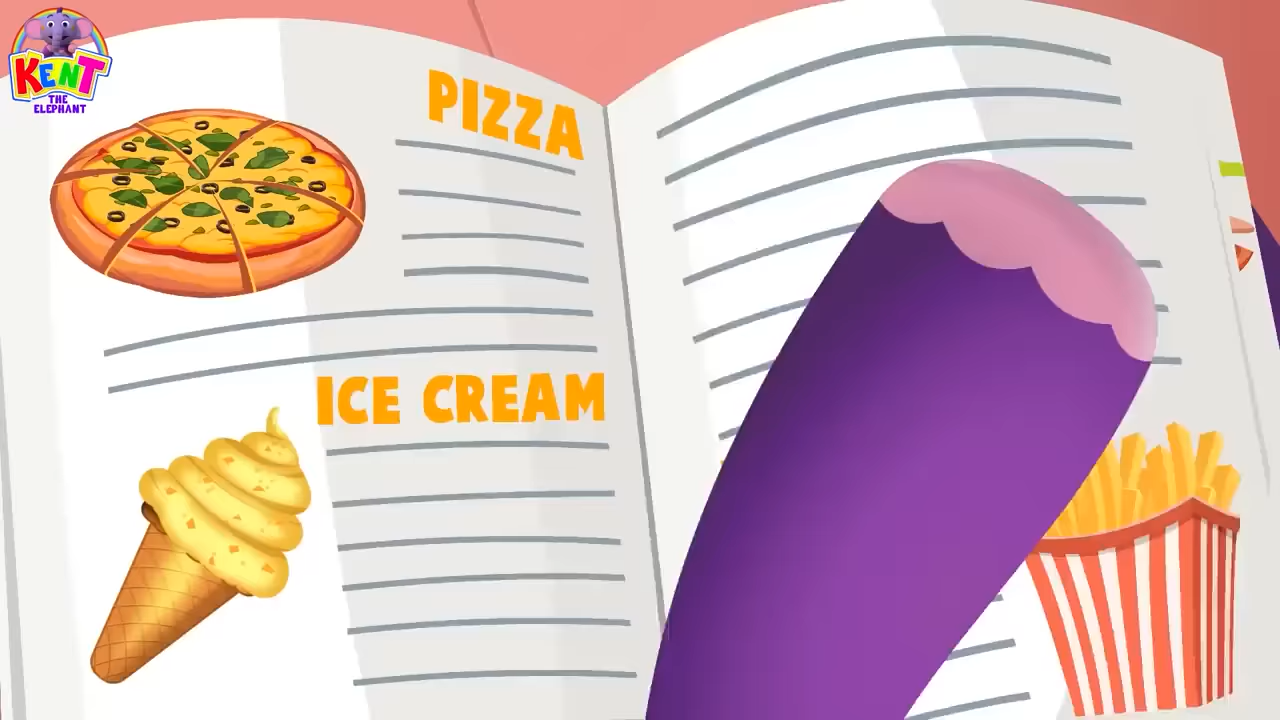 KENT
THE
ELEPHANT
PIZZA
ICE CREAM